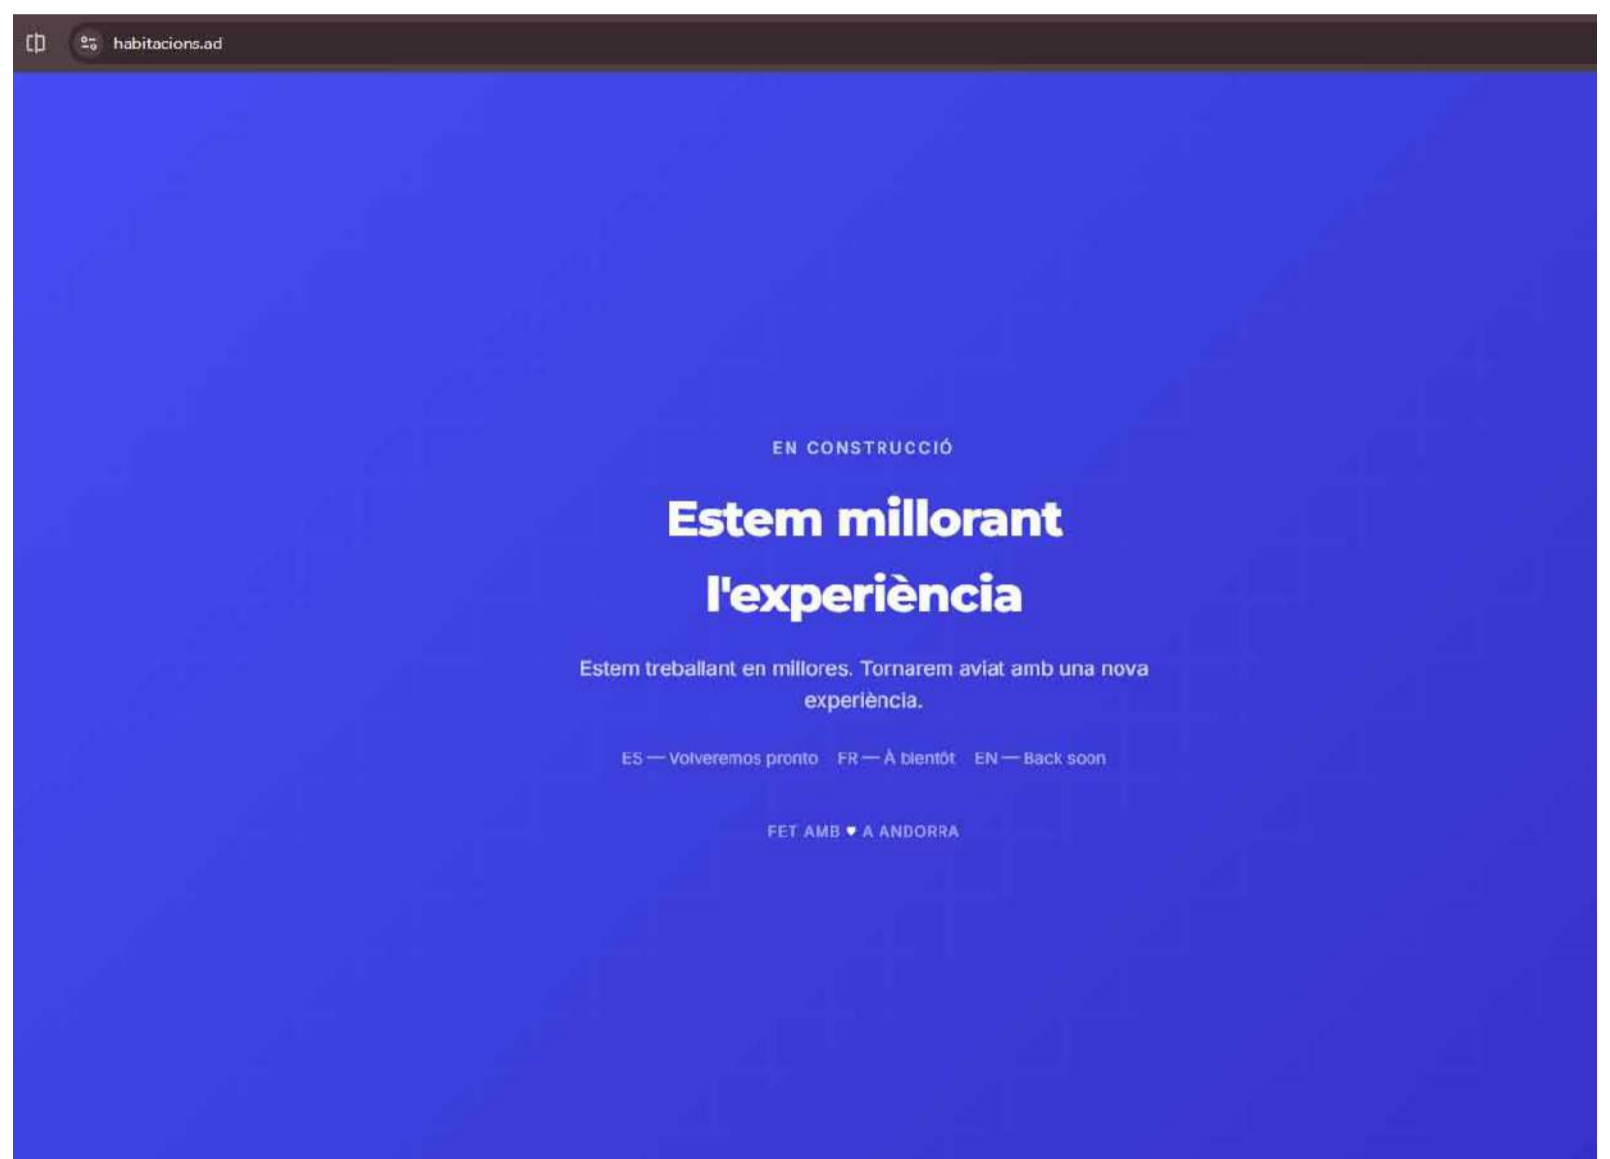 habitacions.ad
EN CONSTRUCCIÓ
Estem millorant
l'experiència
Estem treballant en millores. Tornarem aviat amb una nova
experiència.
ES — Volveremos pronto FR — À bientôt EN — Back soon
FET AMB ♥ A ANDORRA